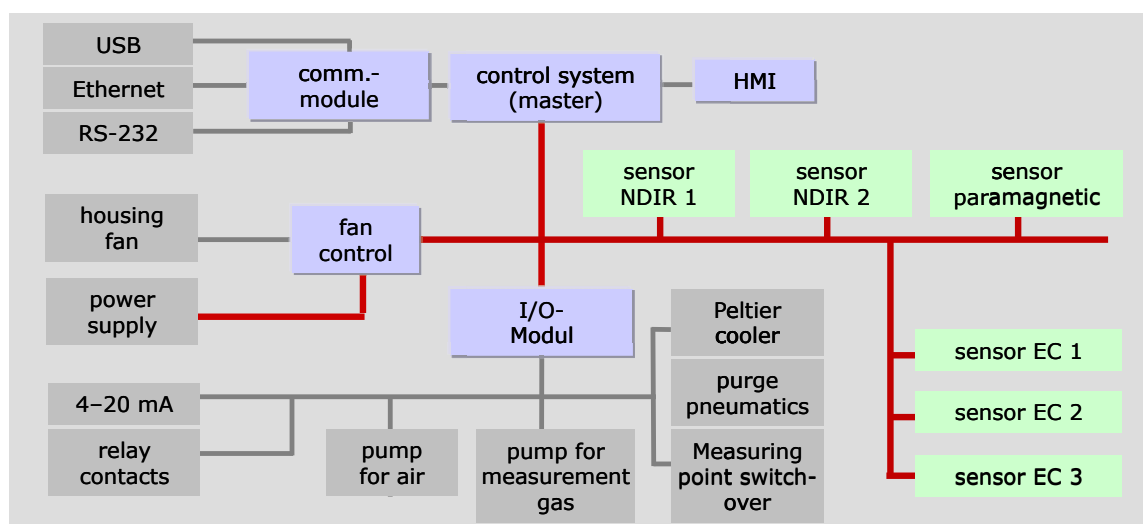 USB
Ethernet
RS-232
comm.-
module
control system
(master)
HMI
sensor
NDIR 1
sensor
NDIR 2
sensor
paramagnetic
housing
fan
fan
control
power
supply
I/O-
Modul
Peltier
cooler
purge
pneumatics
Measuring
point switch-
over
4–20 mA
relay
contacts
pump
for air
pump for
measurement
gas
sensor EC 1
sensor EC 2
sensor EC 3